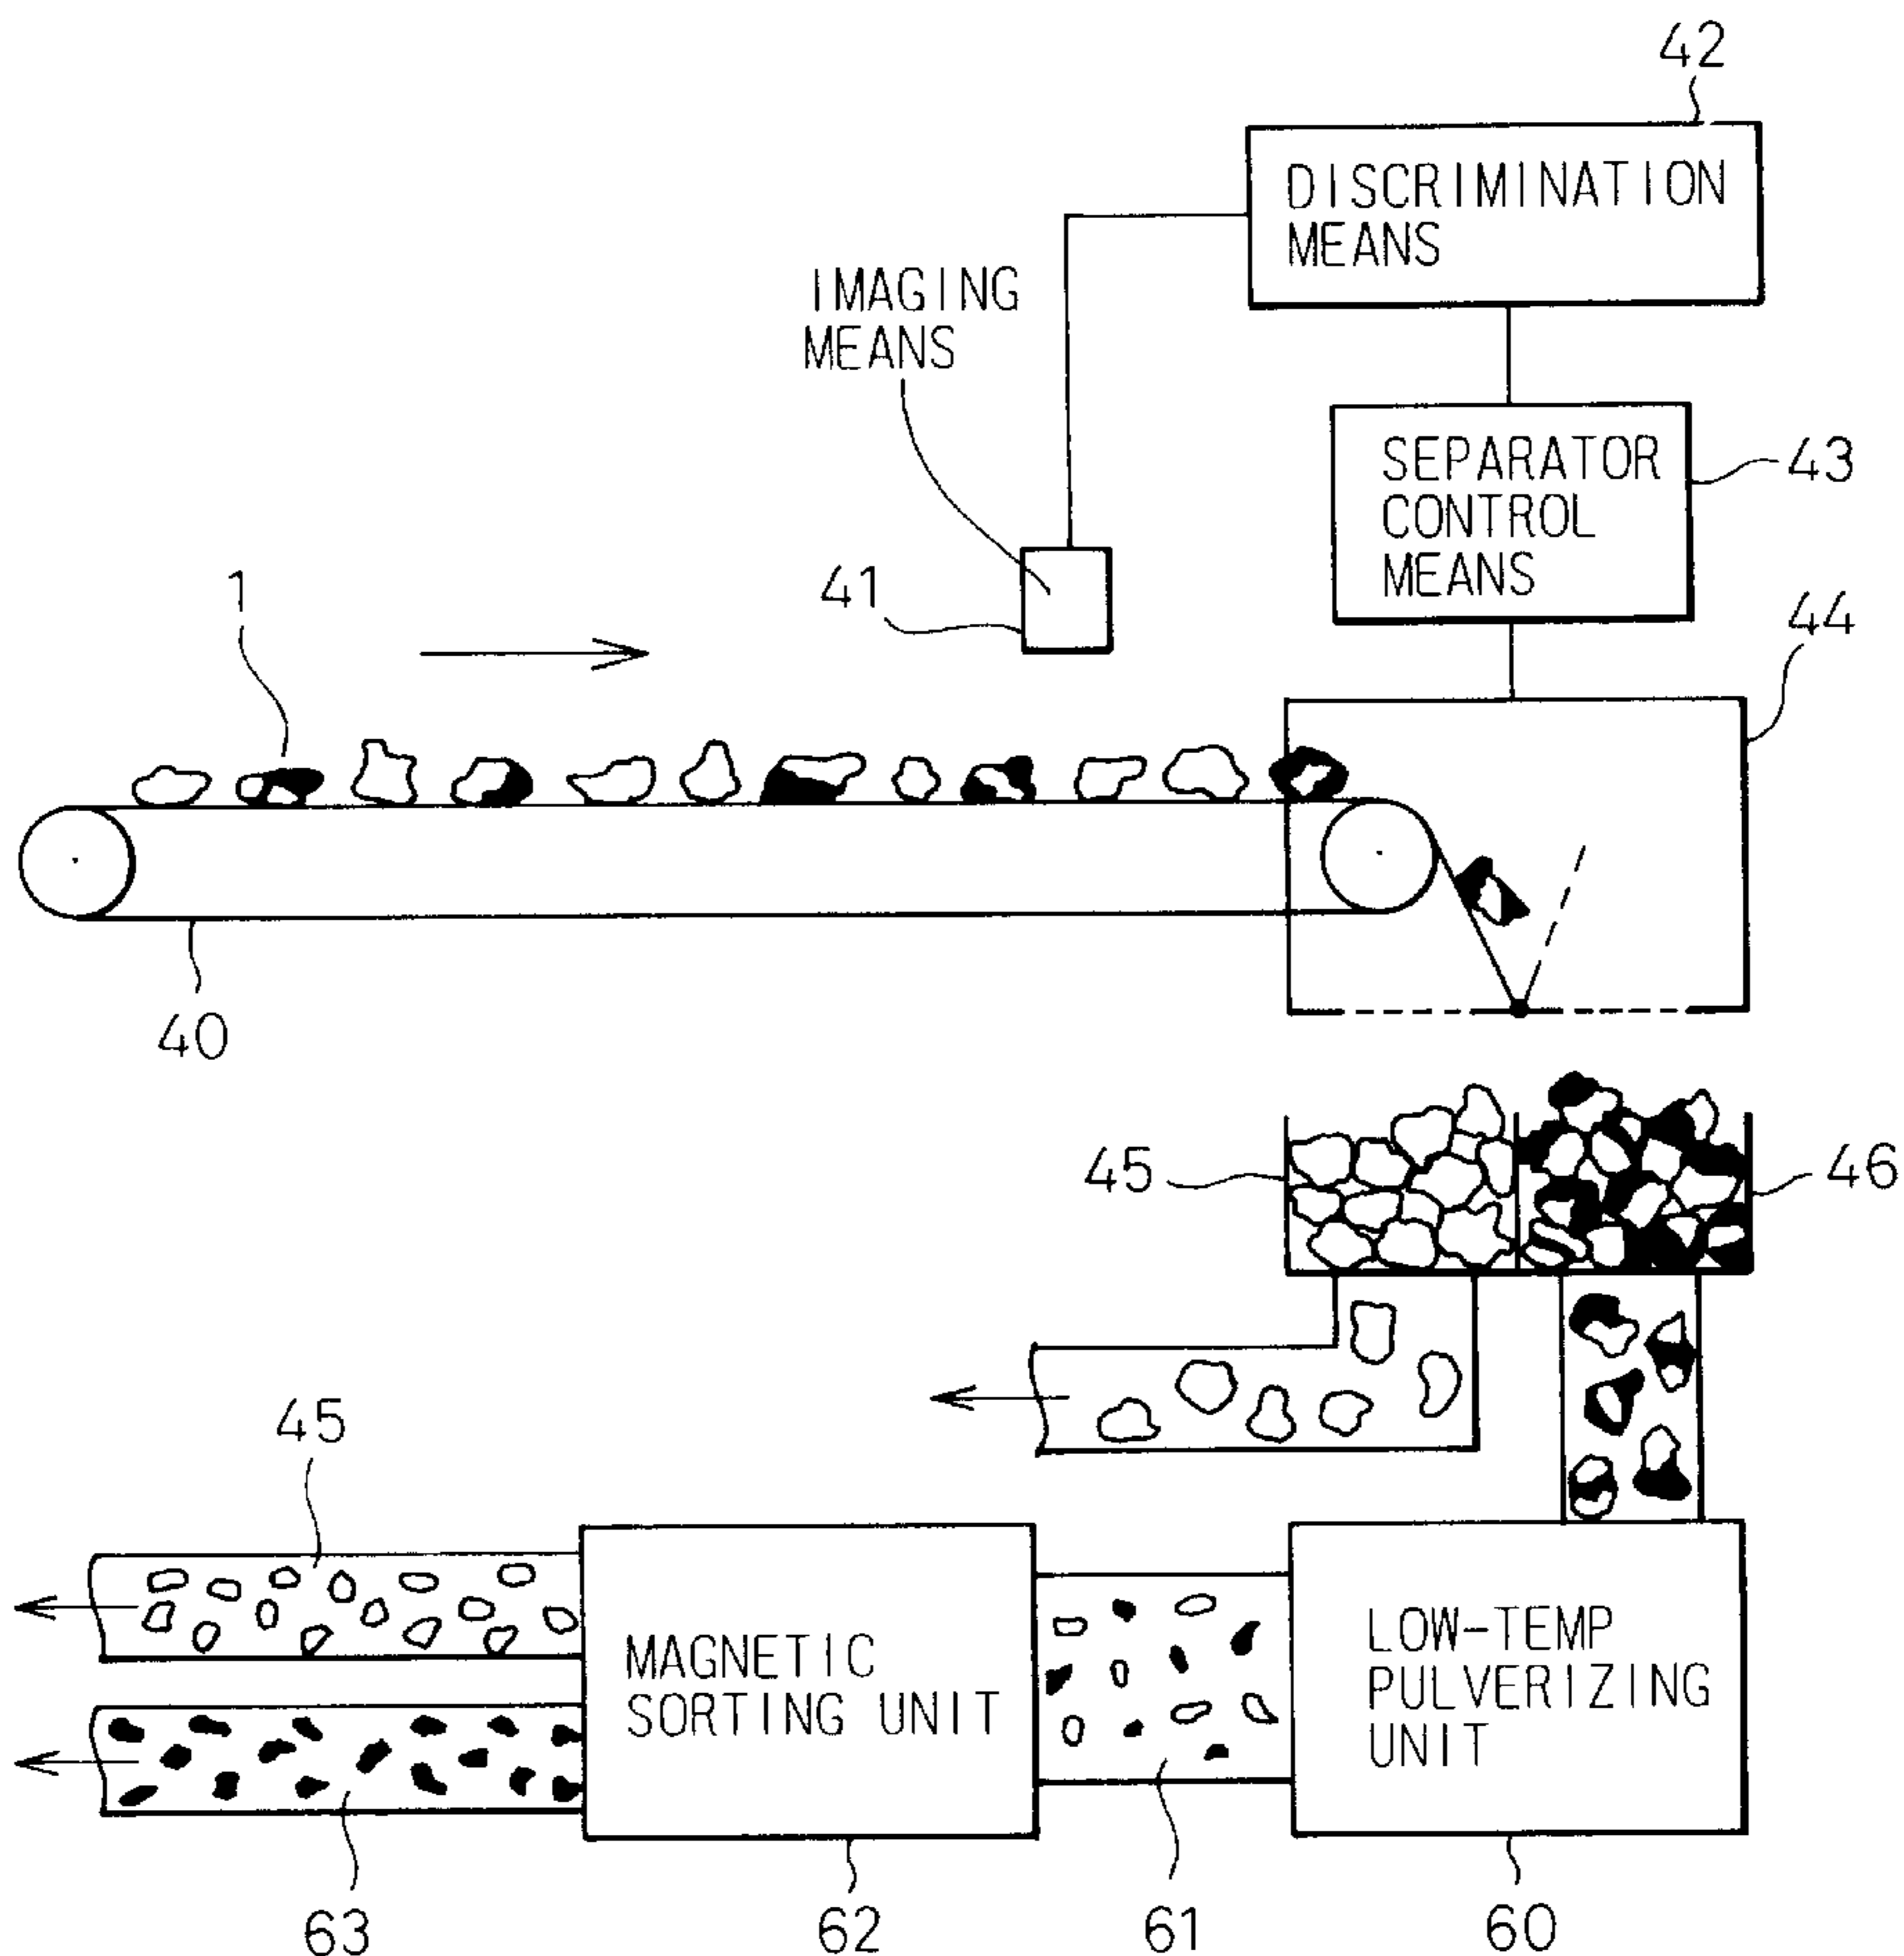 42
DISCRIMINATION
MEANS
IMAGING
MEANS
SEPARATOR
CONTROL
MEANS
43
41
1
44
40
45
46
45
MAGNETIC
SORTING UNIT
LOW-TEMP
PULVERIZING
UNIT
63
62
61
60